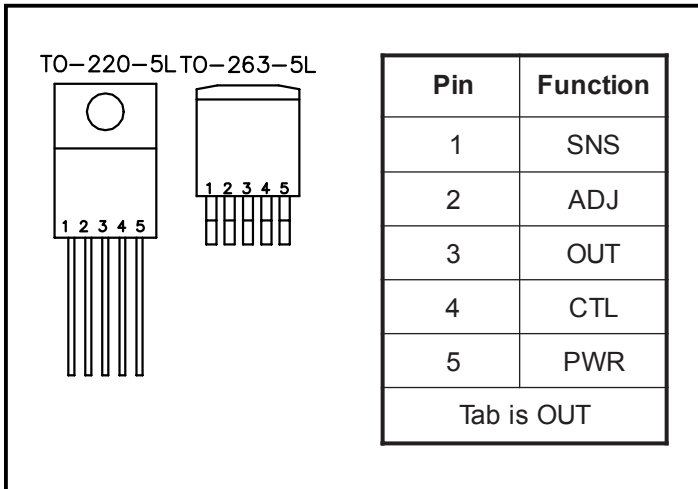 TO-220-5L TO-263-5L
1 2 3 4 5
1 2 3 4 5
Pin Function
1 SNS
2 ADJ
3 OUT
4 CTL
5 PWR
Tab is OUT